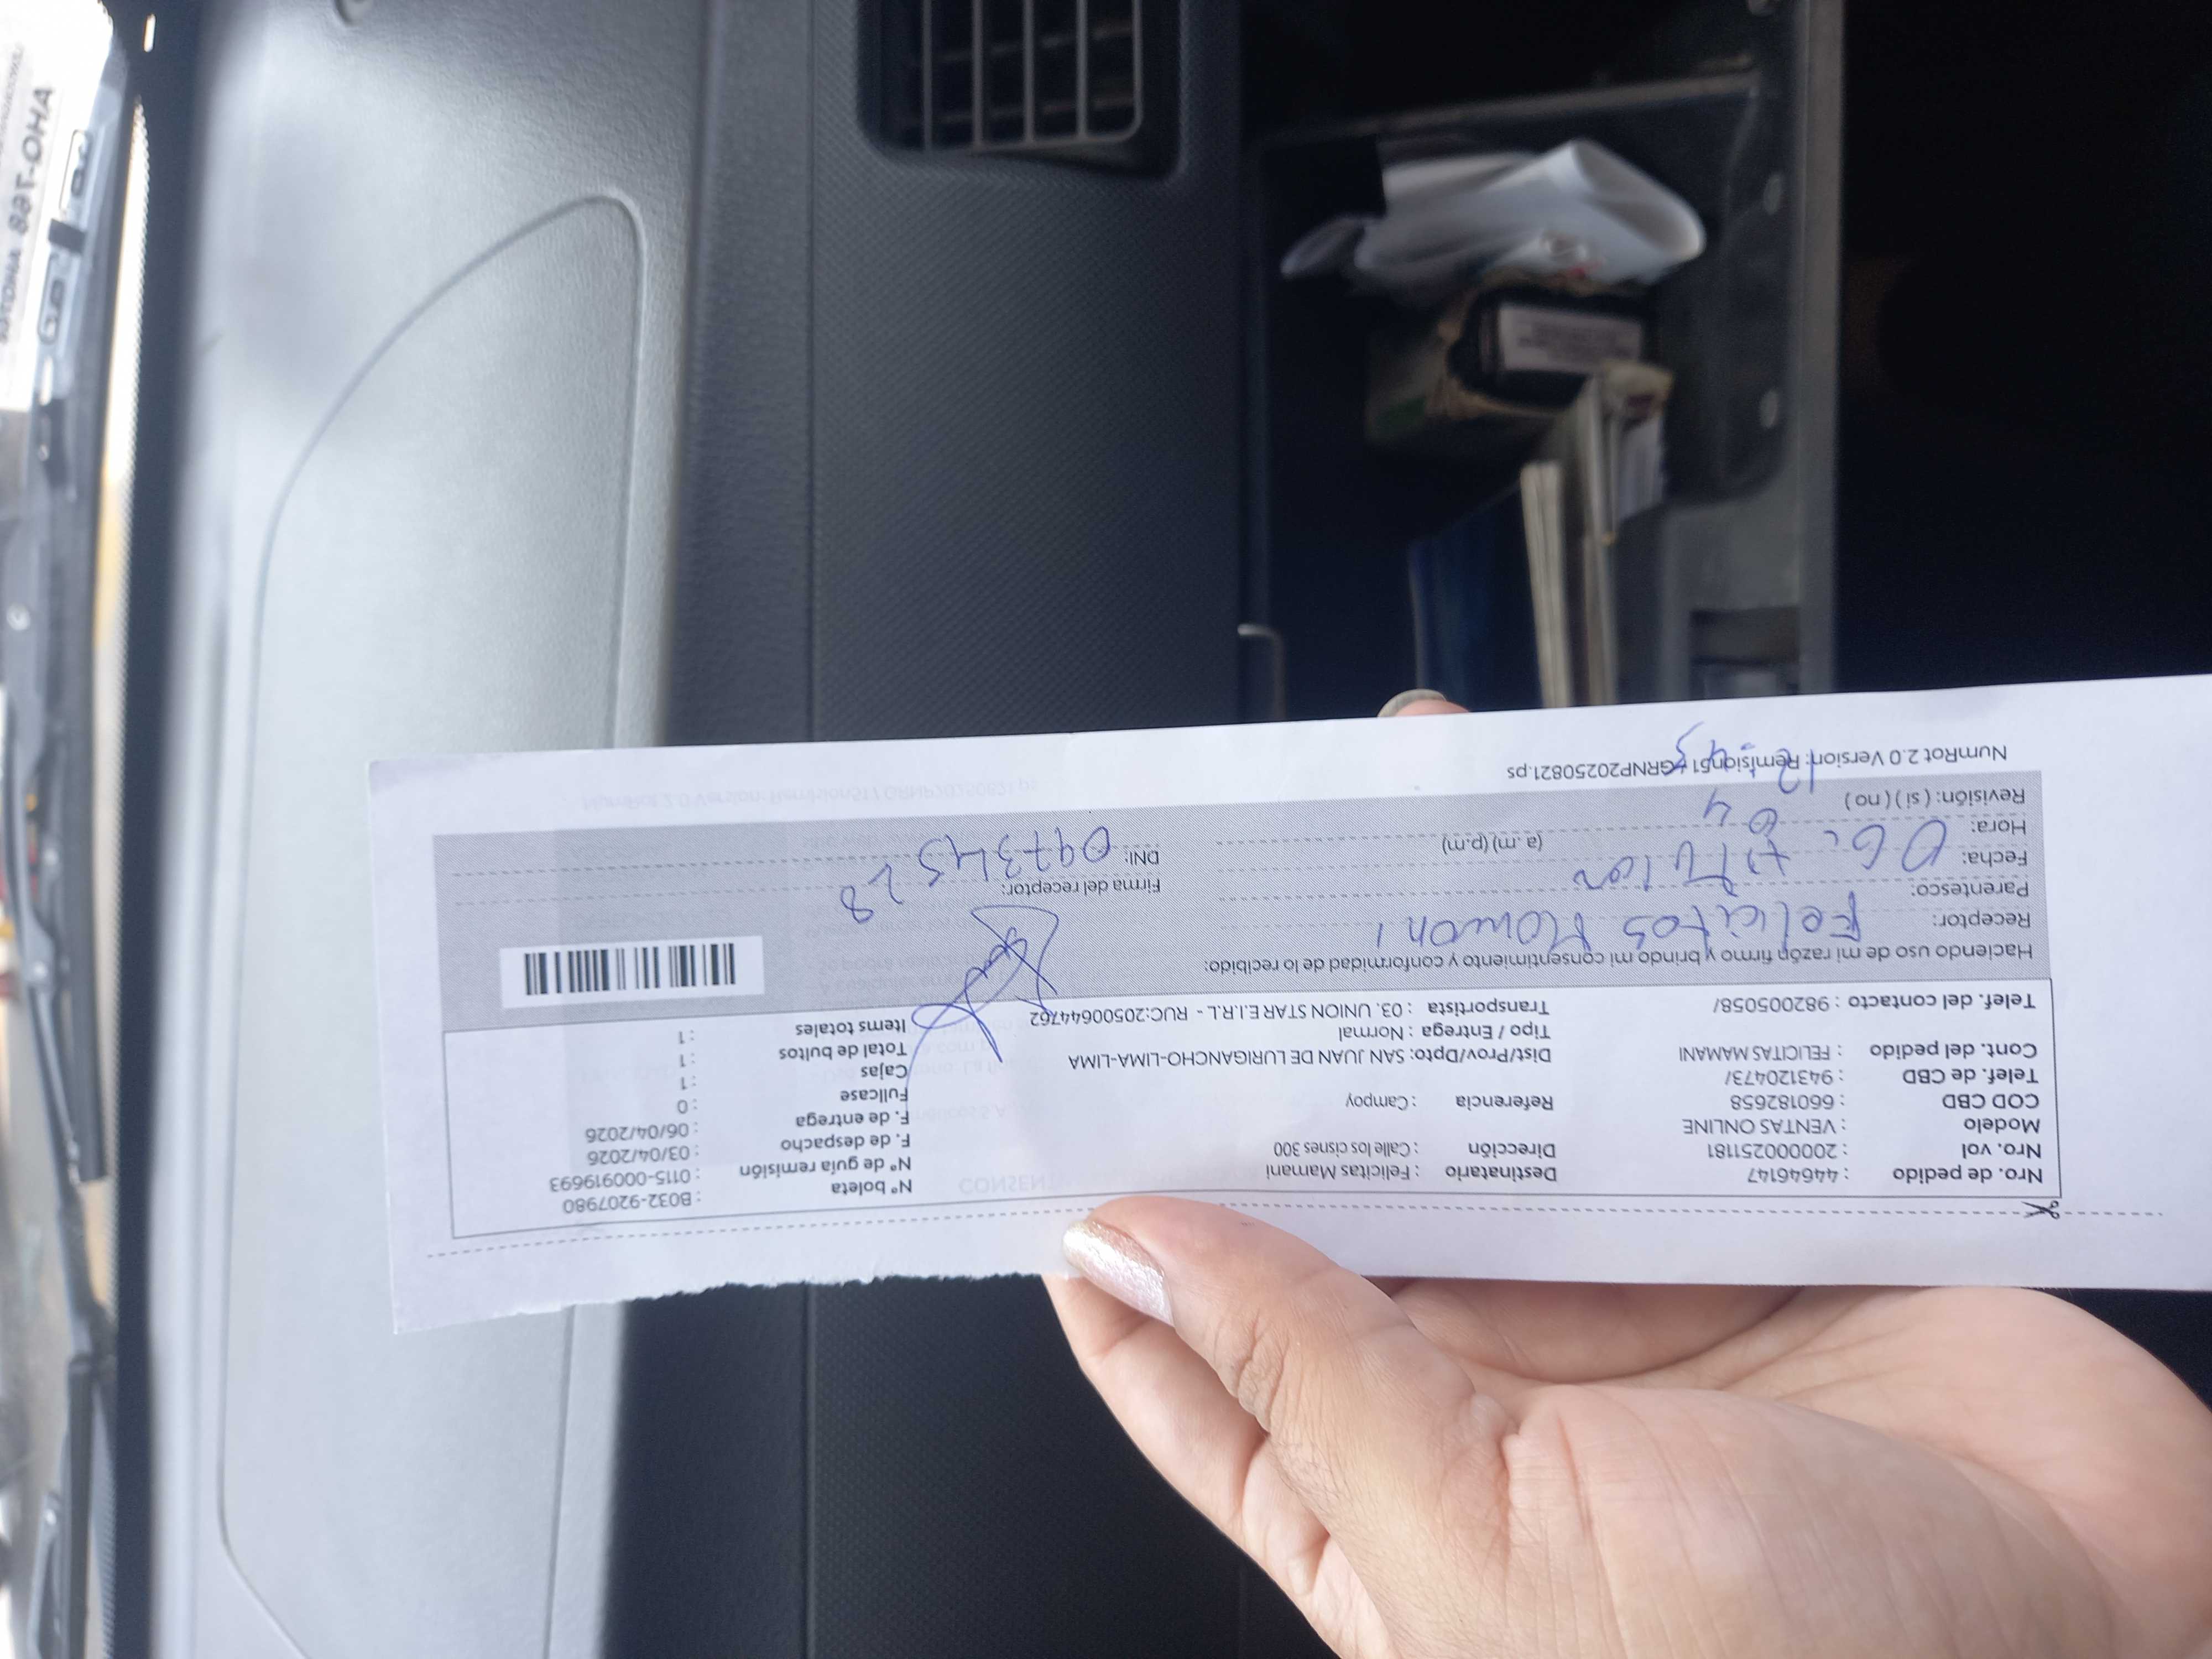 Nro. de pedido : 44646147
Nro. vol : 20000251181
Modelo : VENTAS ONLINE
COD CBD : 660182658
Telef. de CBD : 943120473/
Cont. del pedido : FELICITAS MAMANI
Telef. del contacto : 982005058/
Destinatario : Felicitas Mamani
Dirección : Calle los cisnes 300
Referencia : Campoy
Dist/Prov/Dpto: SAN JUAN DE LURIGANCHO-LIMA-LIMA
Tipo / Entrega : Normal
Transportista : 03. UNION STAR E.I.R.L - RUC:20500644762
N° boleta : B032-9207980
N° de guía remisión : 0115-00091969
F. de despacho : 03/04/2026
F. de entrega : 06/04/2026
Fullcase : 0
Cajas : 1
Total de bultos : 1
Items totales : 1
Haciendo uso de mi razón firmo y brindo mi consentimiento y conformidad de lo recibido:
Receptor: Felicitas Mamani
Parentesco: titular
Fecha: 06 04
Hora: 12:45 (a. m) (p.m)
Revisión: ( si ) ( no )
Firma del receptor:
DNI: 09734528
NumRot 2.0 Version: Remision51 GRNP20250821.ps
AHO-768